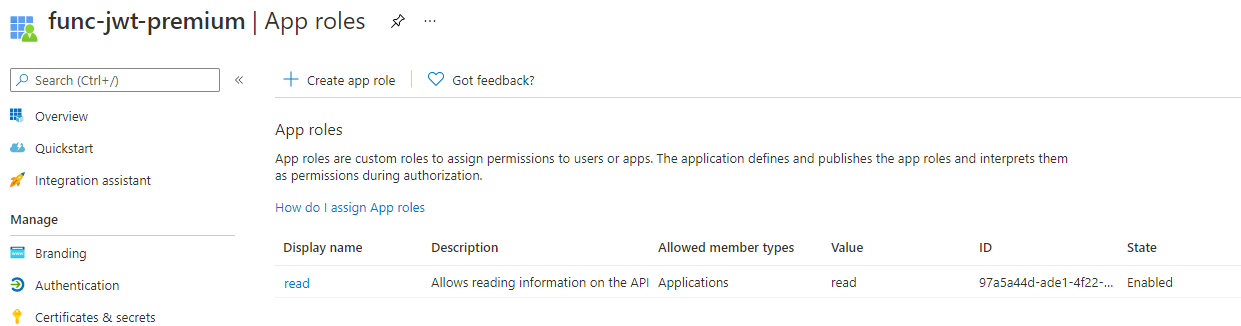 func-jwt-premium | App roles ...
Search (Ctrl+/) «
Create app role Got feedback?
Overview
Quickstart
Integration assistant
Manage
Branding
Authentication
Certificates & secrets
App roles
App roles are custom roles to assign permissions to users or apps. The application defines and publishes the app roles and interprets them
as permissions during authorization.
How do I assign App roles
Display name Description Allowed member types Value ID State
read Allows reading information on the API Applications read 97a5a44d-ade1-4f22-... Enabled